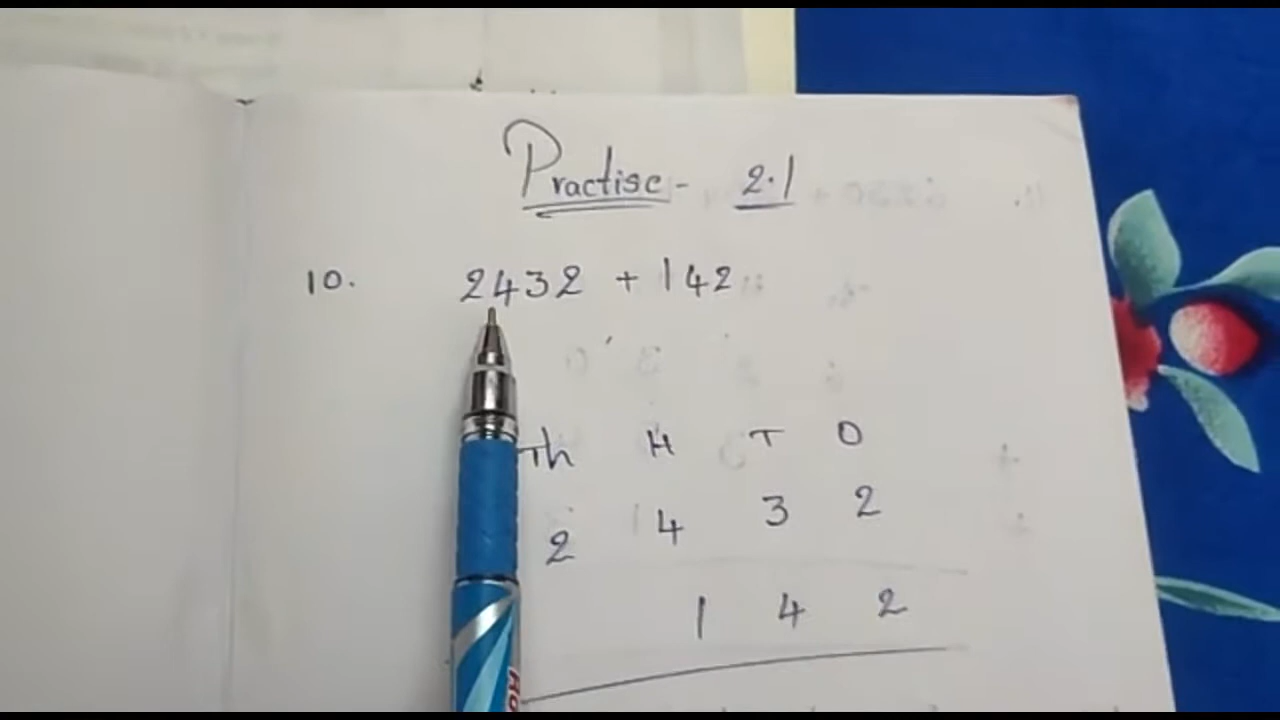 Practise - 2.1
10. 2432 + 142
Th H T O
2 4 3 2
1 4 2